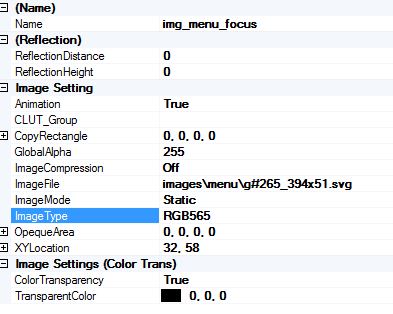 (Name)
Name img_menu_focus
(Reflection)
ReflectionDistance 0
ReflectionHeight 0
Image Setting
Animation True
CLUT_Group
CopyRectangle 0, 0, 0, 0
GlobalAlpha 255
ImageCompression Off
ImageFile images\menu\g#265_394x51.svg
ImageMode Static
ImageType RGB565
OpequeArea 0, 0, 0, 0
XYLocation 32, 58
Image Settings (Color Trans)
ColorTransparency True
TransparentColor 0, 0, 0